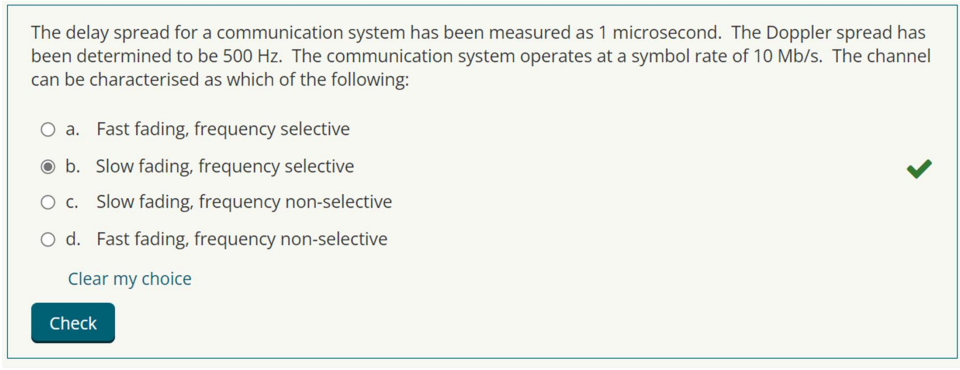 The delay spread for a communication system has been measured as 1 microsecond.  The Doppler spread has
been determined to be 500 Hz.  The communication system operates at a symbol rate of 10 Mb/s.  The channel
can be characterised as which of the following:
a. Fast fading, frequency selective
b. Slow fading, frequency selective
c. Slow fading, frequency non-selective
d. Fast fading, frequency non-selective
Clear my choice
Check